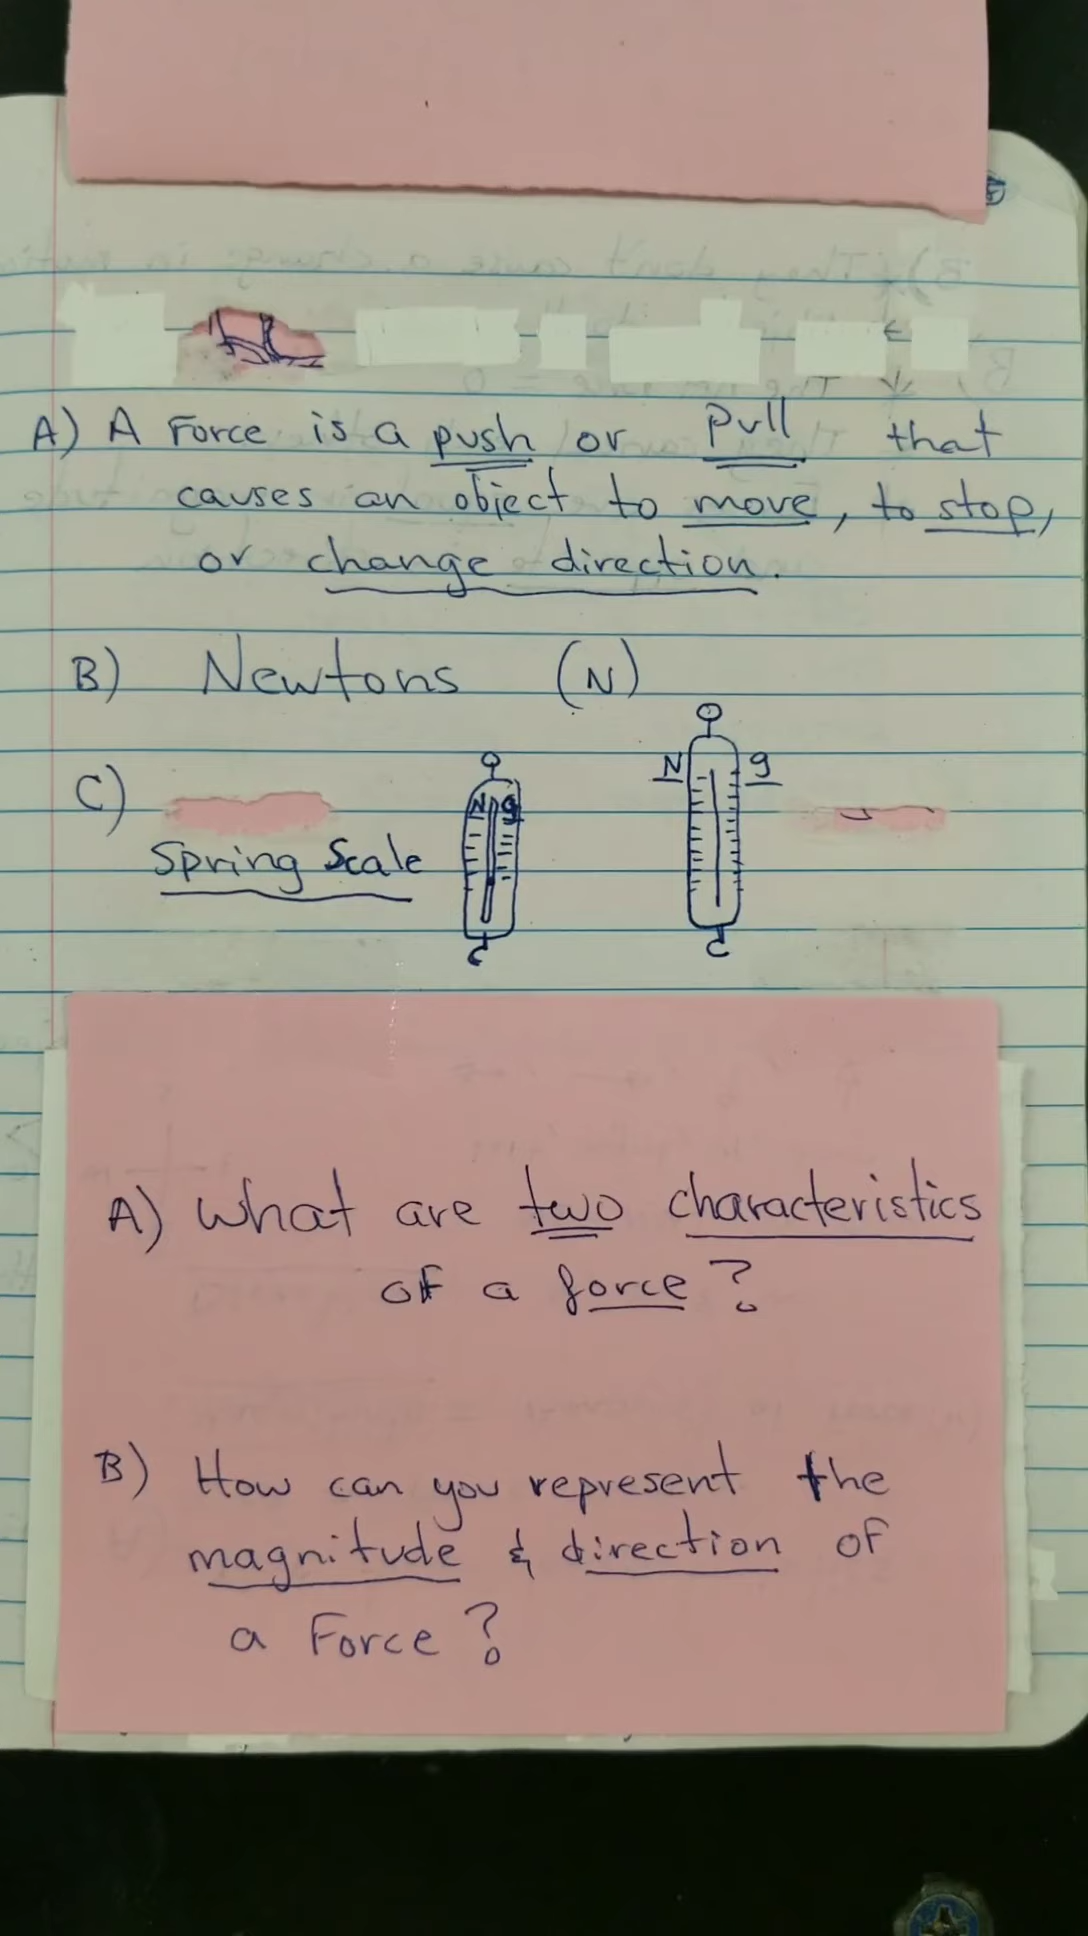 A) A Force is a push or Pull that
causes an object to move, to stop,
or change direction.
B) Newtons (N)
C)
N g
N g
Spring Scale
A) What are two characteristics
of a force?
B) How can you represent the
magnitude & direction of
a Force?